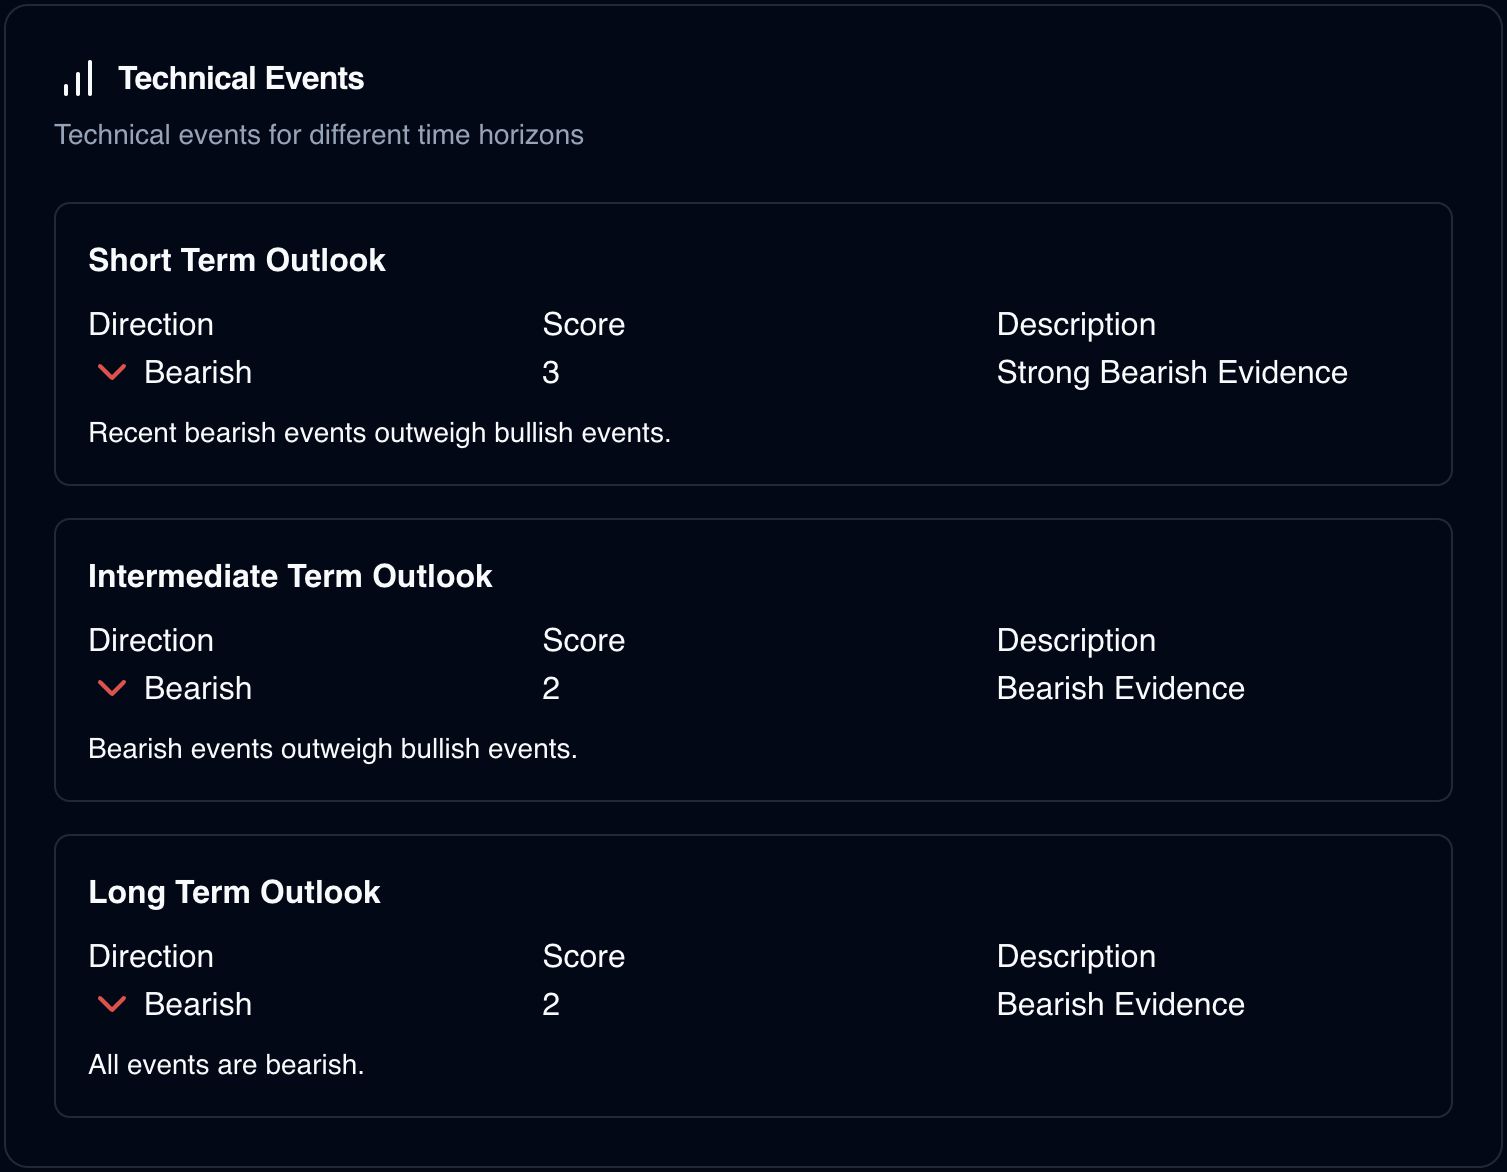 Technical Events
Technical events for different time horizons
Short Term Outlook
Direction Score Description
Bearish 3 Strong Bearish Evidence
Recent bearish events outweigh bullish events.
Intermediate Term Outlook
Direction Score Description
Bearish 2 Bearish Evidence
Bearish events outweigh bullish events.
Long Term Outlook
Direction Score Description
Bearish 2 Bearish Evidence
All events are bearish.